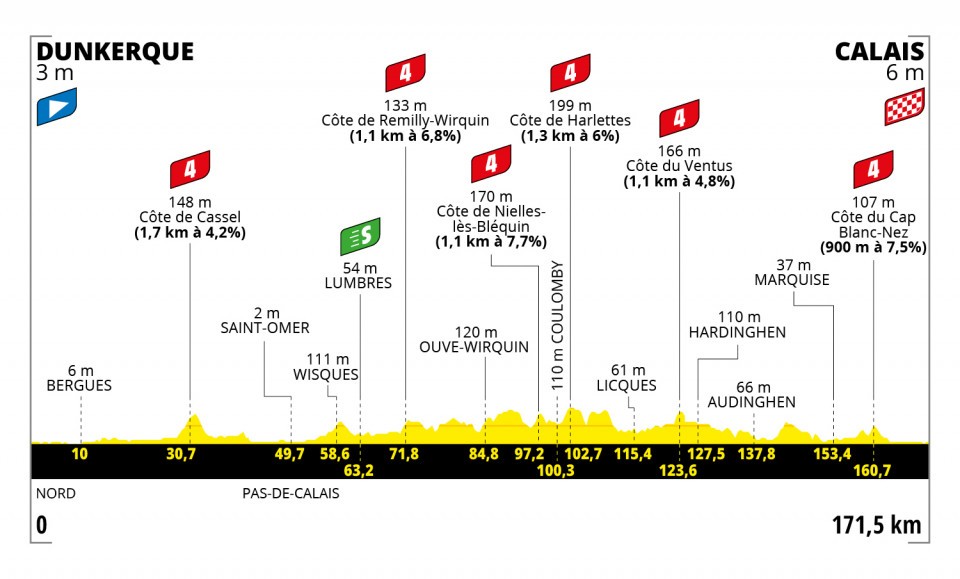 DUNKERQUE
3 m
CALAIS
6 m
4
133 m
Côte de Remilly-Wirquin
(1,1 km à 6,8%)
4
199 m
Côte de Harlettes
(1,3 km à 6%)
4
166 m
Côte du Ventus
(1,1 km à 4,8%)
4
148 m
Côte de Cassel
(1,7 km à 4,2%)
4
170 m
Côte de Nielles-
lès-Bléquin
(1,1 km à 7,7%)
4
107 m
Côte du Cap
Blanc-Nez
(900 m à 7,5%)
S
54 m
LUMBRES
37 m
MARQUISE
2 m
SAINT-OMER
120 m
OUVE-WIRQUIN
110 m COULOMBY
110 m
HARDINGHEN
6 m
BERGUES
111 m
WISQUES
61 m
LICQUES
66 m
AUDINGHEN
10 30,7 49,7 58,6 71,8 84,8 97,2 102,7 115,4 127,5 137,8 153,4
63,2 100,3 123,6 160,7
NORD PAS-DE-CALAIS
0 171,5 km